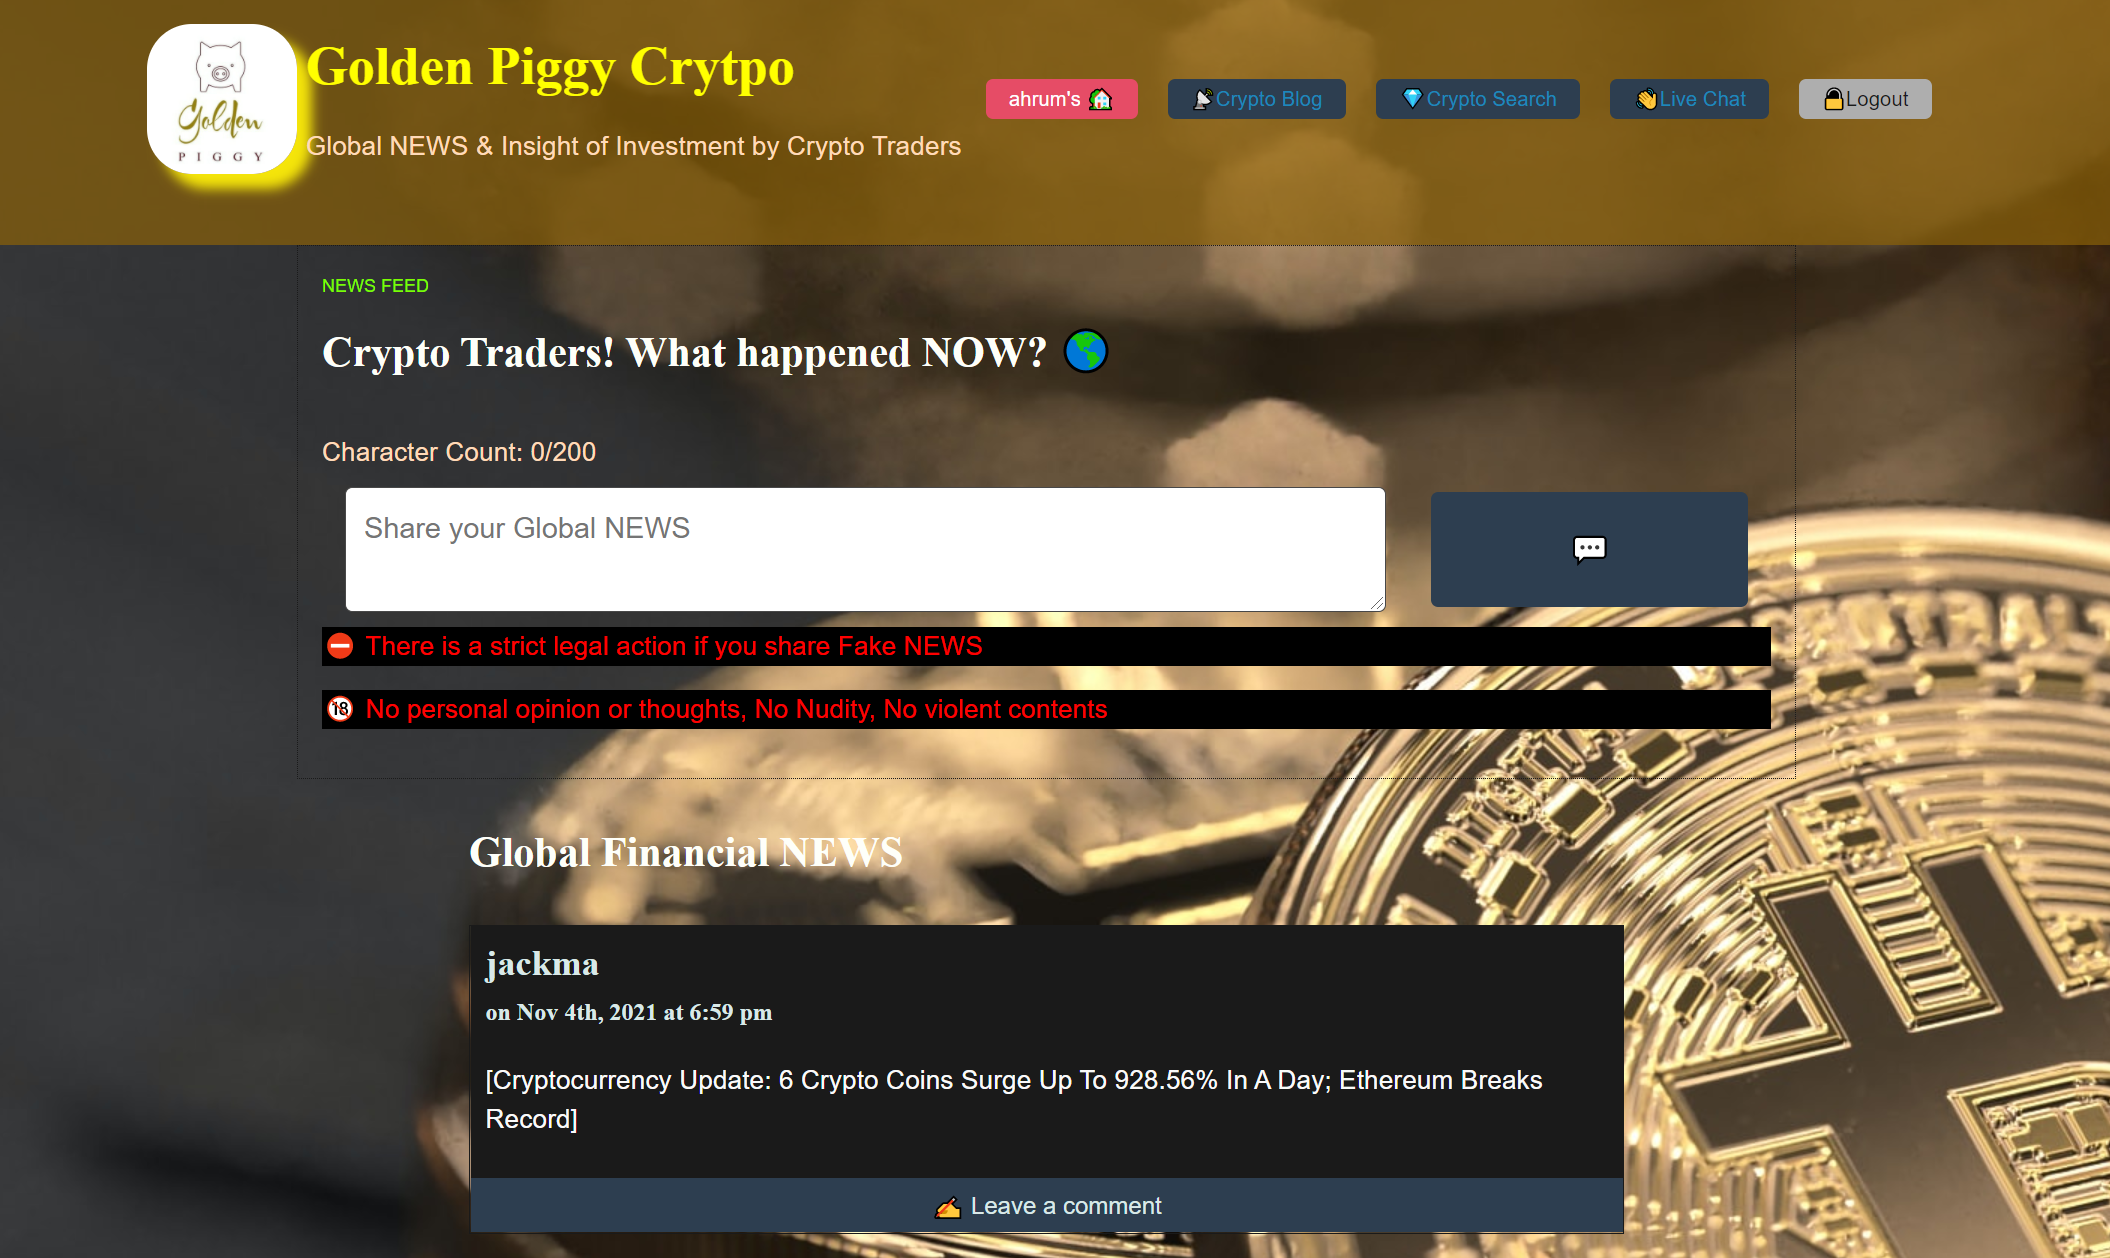 Golden
PIGGY
Golden Piggy Crytpo
Global NEWS & Insight of Investment by Crypto Traders
ahrum's 🏠
📡Crypto Blog
💎Crypto Search
👋Live Chat
🔒Logout
NEWS FEED
Crypto Traders! What happened NOW? 🌎
Character Count: 0/200
Share your Global NEWS
💬
⛔ There is a strict legal action if you share Fake NEWS
🔞 No personal opinion or thoughts, No Nudity, No violent contents
Global Financial NEWS
jackma
on Nov 4th, 2021 at 6:59 pm
[Cryptocurrency Update: 6 Crypto Coins Surge Up To 928.56% In A Day; Ethereum Breaks
Record]
✍ Leave a comment